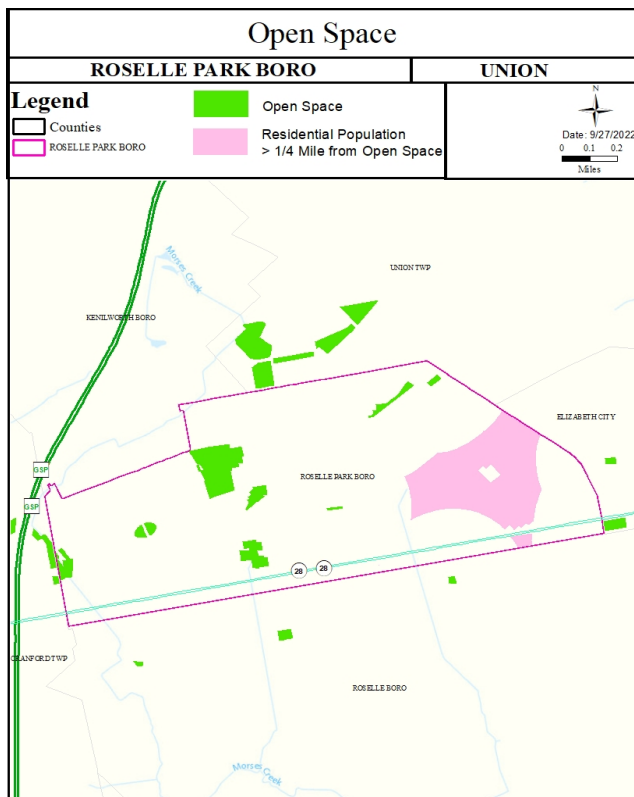 Open Space
ROSELLE PARK BORO
UNION
Legend
Counties
ROSELLE PARK BORO
Open Space
Residential Population
> 1/4 Mile from Open Space
N
Date: 9/27/2022
0 0.1 0.2
Miles
Morses Creek
UNION TWP
KENILWORTH BORO
ELIZABETH CITY
GSP
ROSELLE PARK BORO
GSP
28
28
CRANFORD TWP
ROSELLE BORO
Morses
Creek